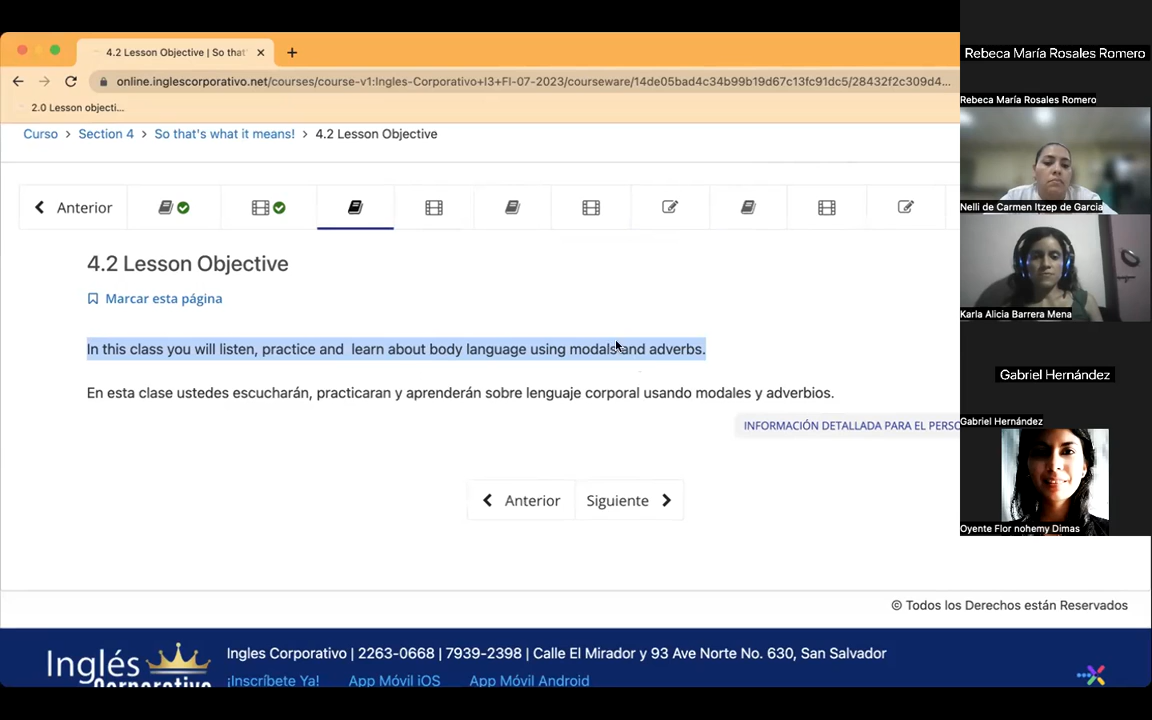 4.2 Lesson Objective | So that'
online.inglescorporativo.net/courses/course-v1:Ingles-Corporativo+I3+FI-07-2023/courseware/14de05bad4c34b99b19d67c13fc91dc5/28432f2c309d4...
2.0 Lesson objecti...
Curso > Section 4 > So that's what it means! > 4.2 Lesson Objective
Anterior
4.2 Lesson Objective
Marcar esta página
In this class you will listen, practice and learn about body language using modals and adverbs.
En esta clase ustedes escucharán, practicaran y aprenderán sobre lenguaje corporal usando modales y adverbios.
INFORMACIÓN DETALLADA PARA EL PERSO
Anterior
Siguiente
© Todos los Derechos están Reservados
Inglés Corporativo
Ingles Corporativo | 2263-0668 | 7939-2398 | Calle El Mirador y 93 Ave Norte No. 630, San Salvador
¡Inscríbete Ya! App Móvil iOS App Móvil Android
Rebeca María Rosales Romero
Rebeca María Rosales Romero
Nelli de Carmen Itzep de Garcia
Karla Alicia Barrera Mena
Gabriel Hernández
Gabriel Hernández
Oyente Flor nohemy Dimas